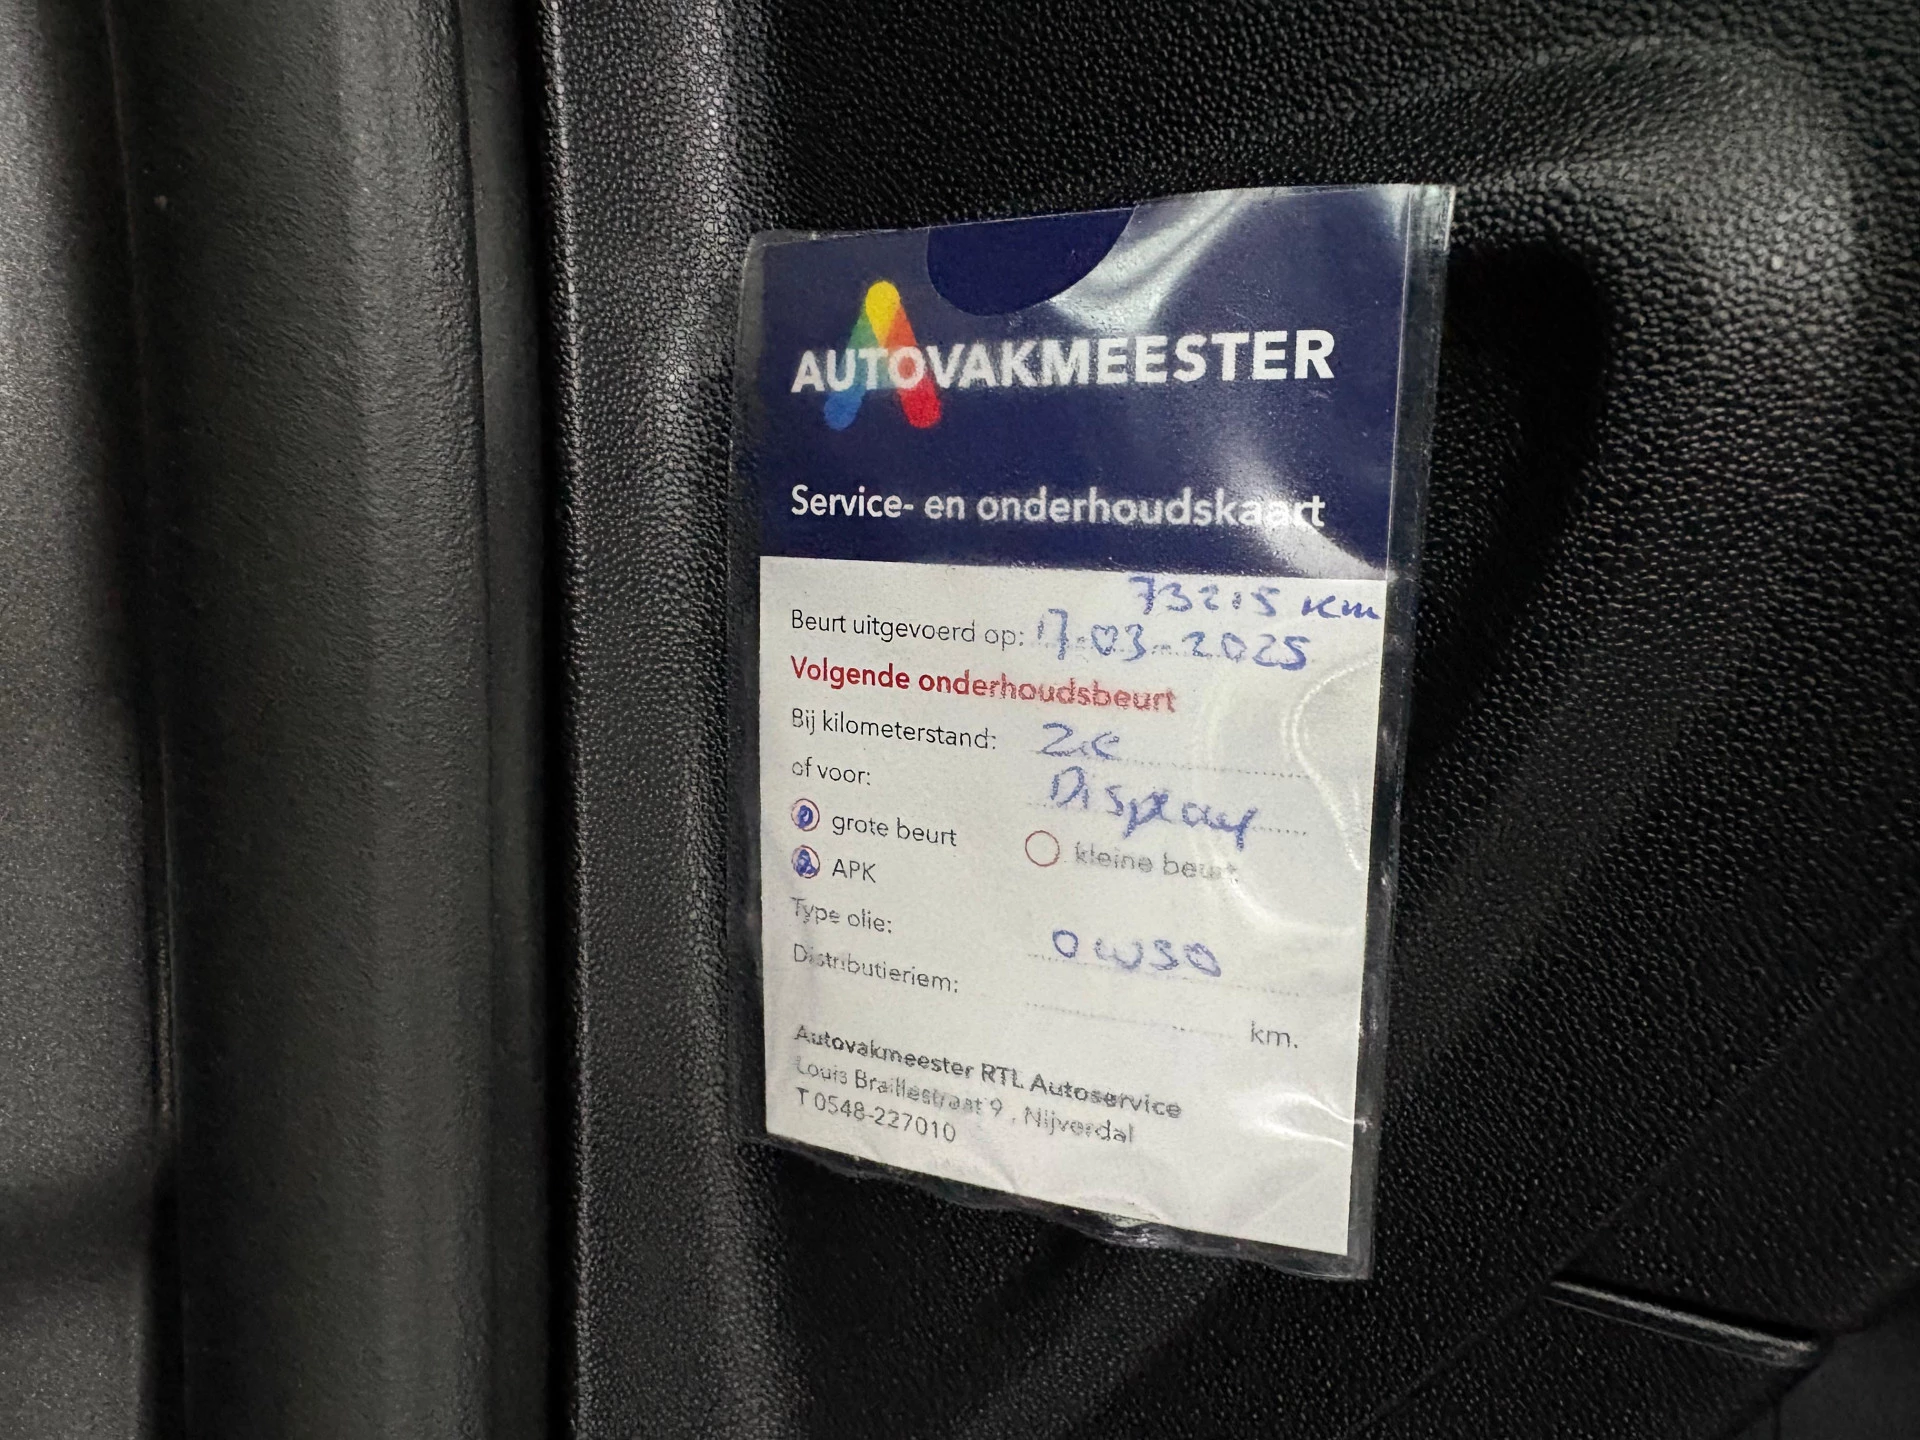 AUTOVAKMEESTER
Service- en onderhoudskaart
73215 km
Beurt uitgevoerd op: 17-03-2025
Volgende onderhoudsbeurt
Bij kilometerstand: Zie
of voor: Display
grote beurt kleine beurt
APK
Type olie: 0W30
Distributieriem: km.
Autovakmeester RTL Autoservice
Louis Braillestraat 9, Nijverdal
T 0548-227010